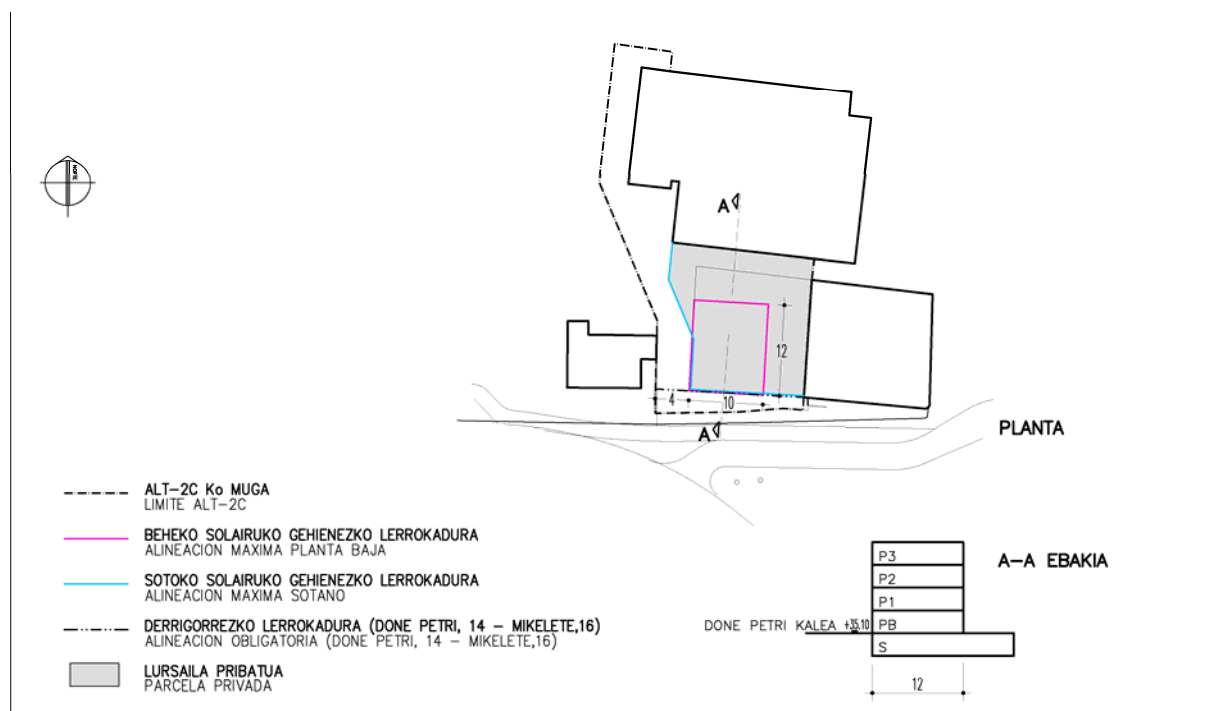 NORTE
A
12
4
10
A
PLANTA
ALT-2C Ko MUGA
LIMITE ALT-2C
BEHEKO SOLAIRUKO GEHIENEZKO LERROKADURA
ALINEACION MAXIMA PLANTA BAJA
SOTOKO SOLAIRUKO GEHIENEZKO LERROKADURA
ALINEACION MAXIMA SOTANO
DERRIGORREZKO LERROKADURA (DONE PETRI, 14 - MIKELETE,16)
ALINEACION OBLIGATORIA (DONE PETRI, 14 - MIKELETE,16)
LURSAILA PRIBATUA
PARCELA PRIVADA
P3
P2
P1
DONE PETRI KALEA +35.10 PB
S
12
A-A EBAKIA